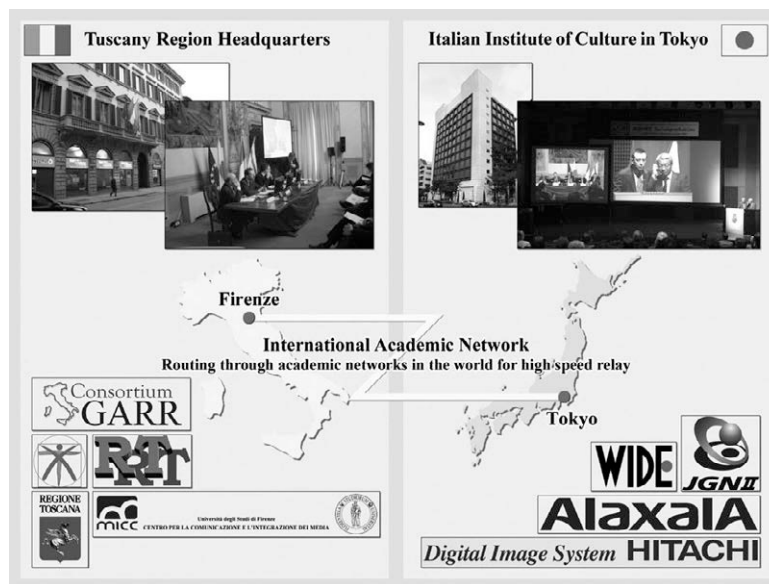 Tuscany Region Headquarters
Italian Institute of Culture in Tokyo
Firenze
International Academic Network
Routing through academic networks in the world for high speed relay
Tokyo
Consortium
GARR
RRTT
REGIONE
TOSCANA
micc
Università degli Studi di Firenze
CENTRO PER LA COMUNICAZIONE E L'INTEGRAZIONE DEI MEDIA
WIDE
JGNII
AlaxalA
Digital Image System HITACHI